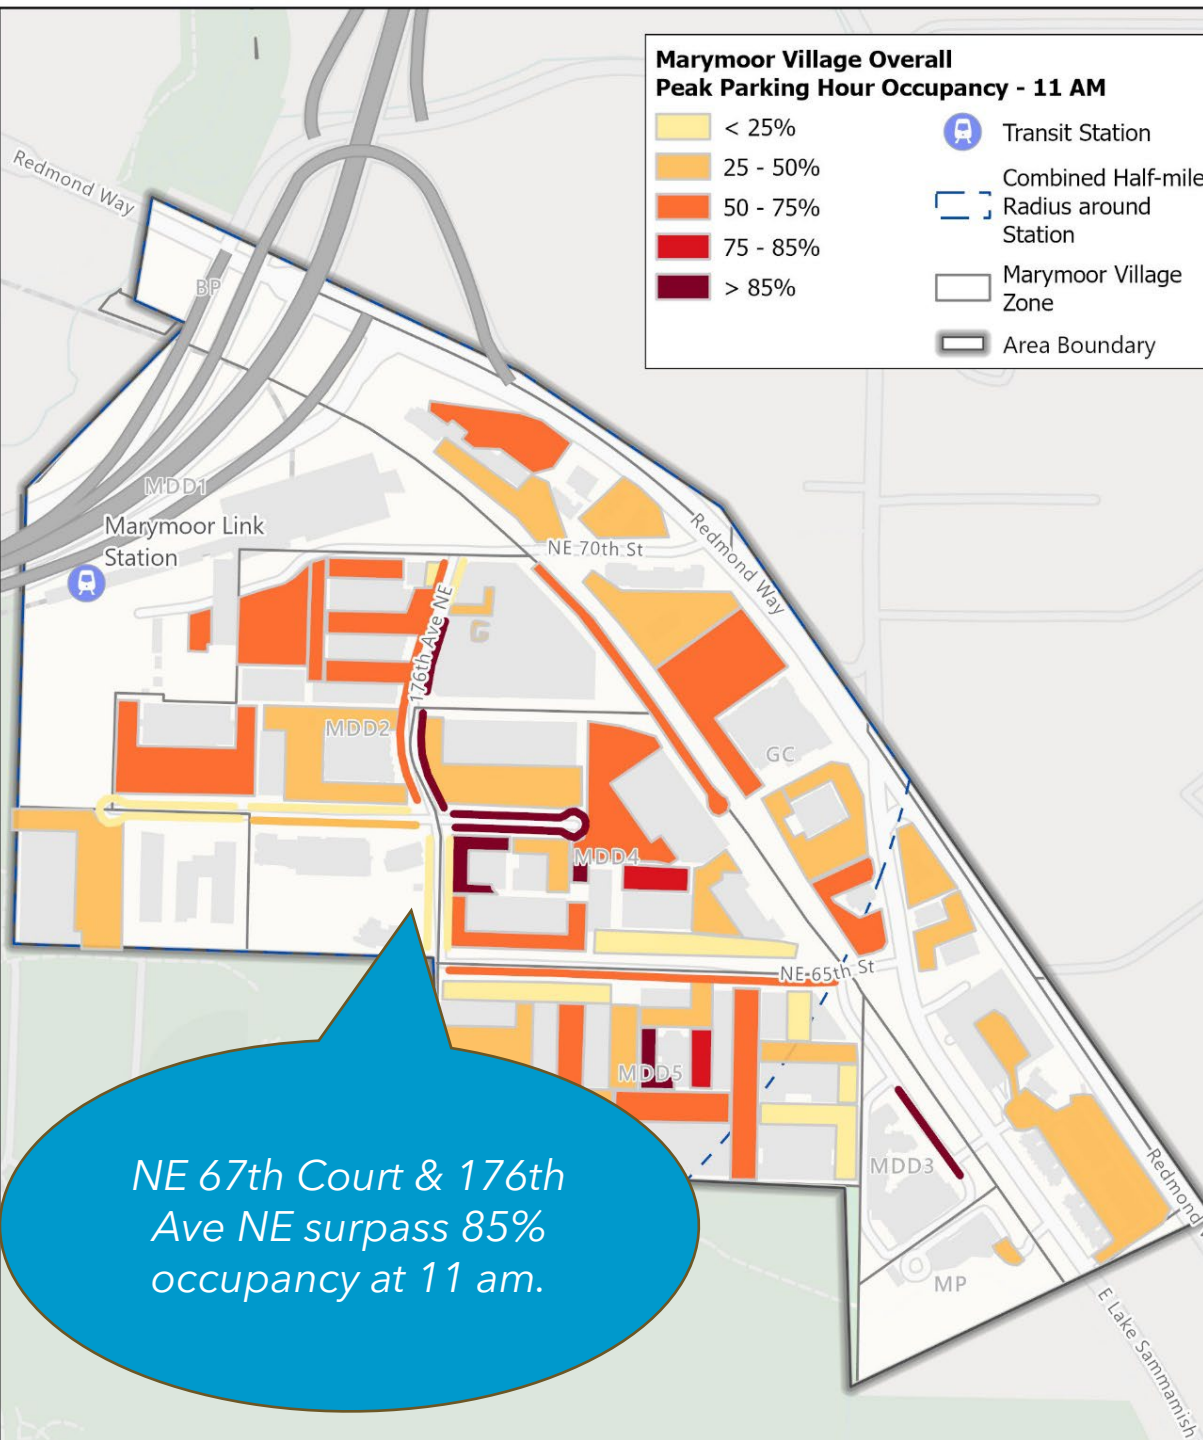 Marymoor Village Overall
Peak Parking Hour Occupancy - 11 AM
< 25%
25 - 50%
50 - 75%
75 - 85%
> 85%
Transit Station
Combined Half-mile
Radius around
Station
Marymoor Village
Zone
Area Boundary
Redmond Way
BP
MDD1
Marymoor Link
Station
NE 70th St
Redmond Way
176th Ave NE
G
MDD2
GC
MDD4
NE 65th St
MDD5
MDD3
MP
Redmond
E Lake Sammamish
NE 67th Court & 176th
Ave NE surpass 85%
occupancy at 11 am.